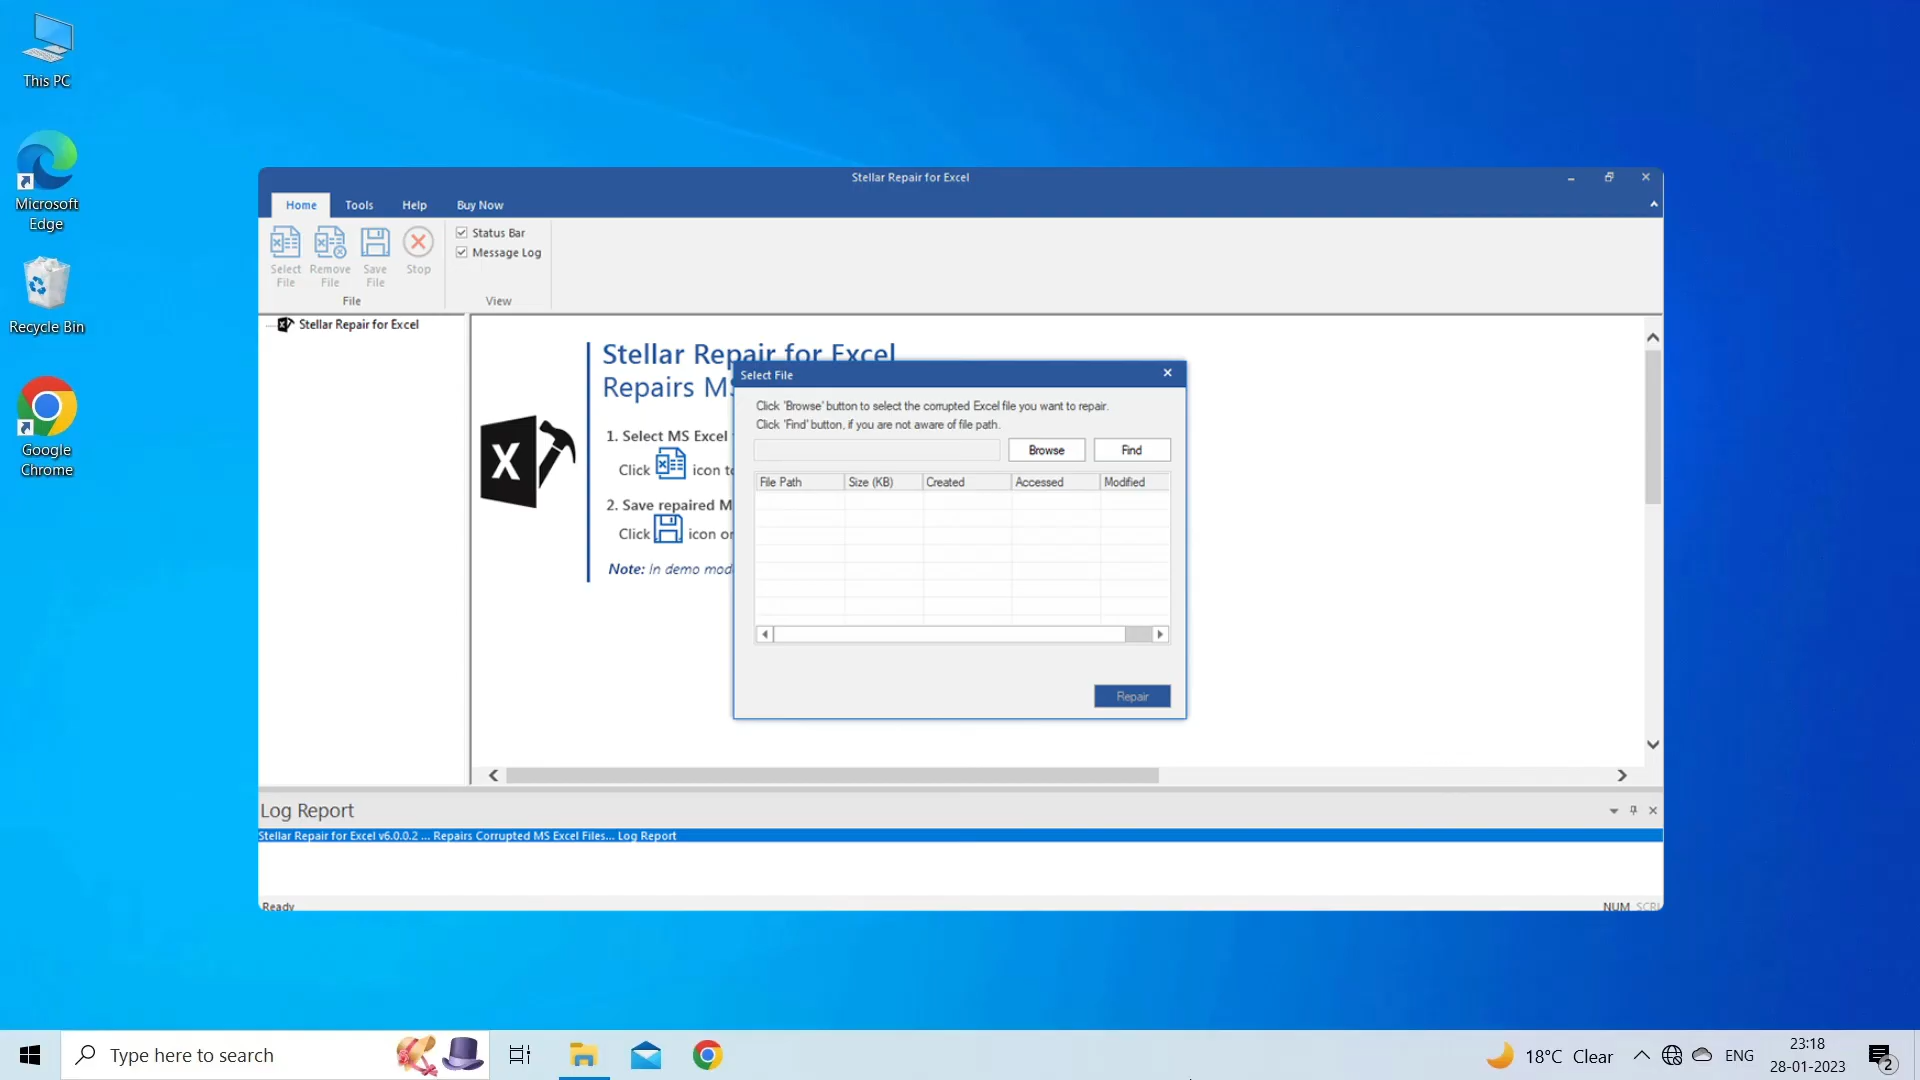 This PC
Microsoft
Edge
Recycle Bin
Google
Chrome
Stellar Repair for Excel
Home
Tools
Help
Buy Now
Select
File
Remove
File
Save
File
Stop
Status Bar
Message Log
File
View
Stellar Repair for Excel
Stellar Repair for Excel
Repairs MS
1. Select MS Excel
Click icon to
2. Save repaired M
Click icon or
Note: In demo mod
Select File
Click 'Browse' button to select the corrupted Excel file you want to repair.
Click 'Find' button, if you are not aware of file path.
Browse
Find
File Path
Size (KB)
Created
Accessed
Modified
Repair
Log Report
Stellar Repair for Excel v6.0.0.2 ... Repairs Corrupted MS Excel Files... Log Report
Ready
NUM SCRL
Type here to search
18°C Clear
ENG
23:18
28-01-2023
2